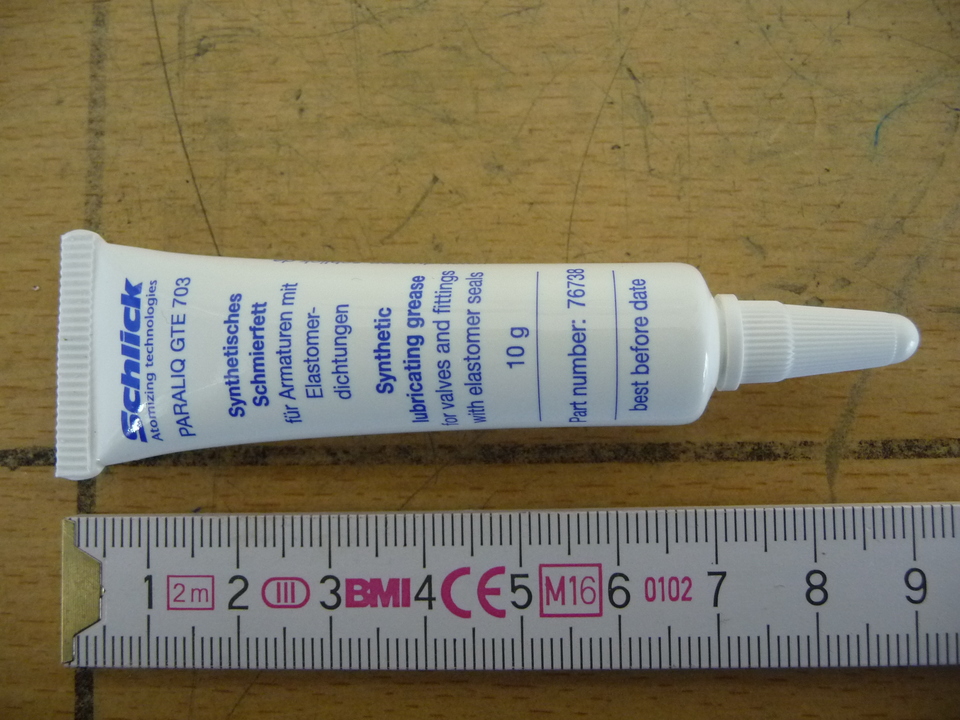 Schlick
Atomizing technologies
PARALIQ GTE 703
Synthetisches
Schmierfett
für Armaturen mit
Elastomer-
dichtungen
Synthetic
lubricating grease
for valves and fittings
with elastomer seals
10 g
Part number: 76738
best before date
1 2m 2 III 3 BMI 4 CE 5 M16 6 0102 7 8 9